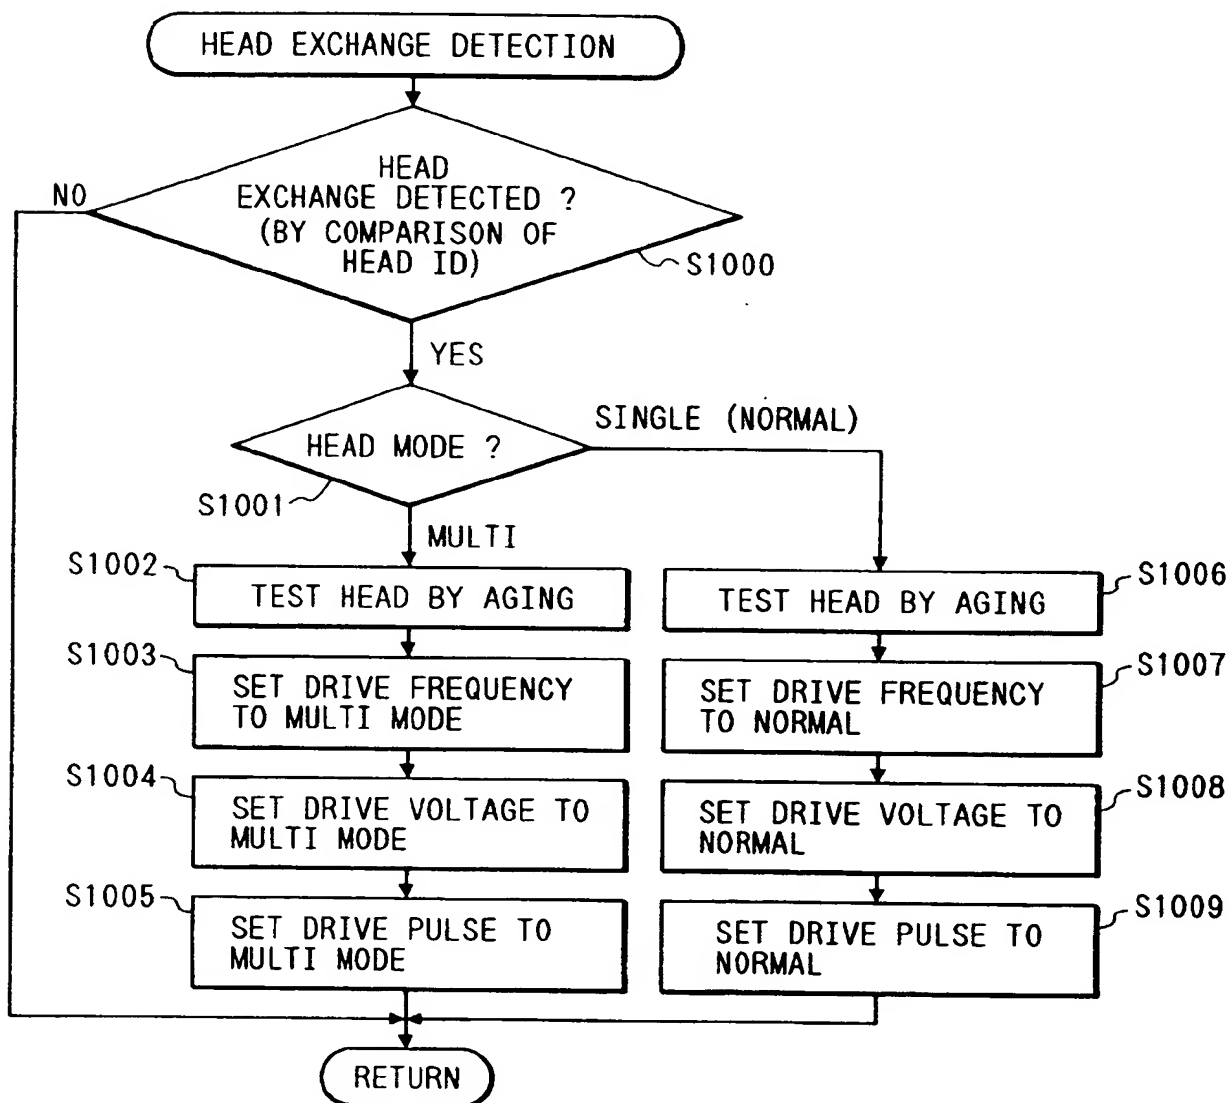 HEAD EXCHANGE DETECTION
HEAD
EXCHANGE DETECTED ?
(BY COMPARISON OF
HEAD ID)
NO
S1000
YES
HEAD MODE ?
SINGLE (NORMAL)
S1001
MULTI
S1002
TEST HEAD BY AGING
S1003
SET DRIVE FREQUENCY
TO MULTI MODE
S1004
SET DRIVE VOLTAGE TO
MULTI MODE
S1005
SET DRIVE PULSE TO
MULTI MODE
S1006
TEST HEAD BY AGING
S1007
SET DRIVE FREQUENCY
TO NORMAL
S1008
SET DRIVE VOLTAGE TO
NORMAL
S1009
SET DRIVE PULSE TO
NORMAL
RETURN